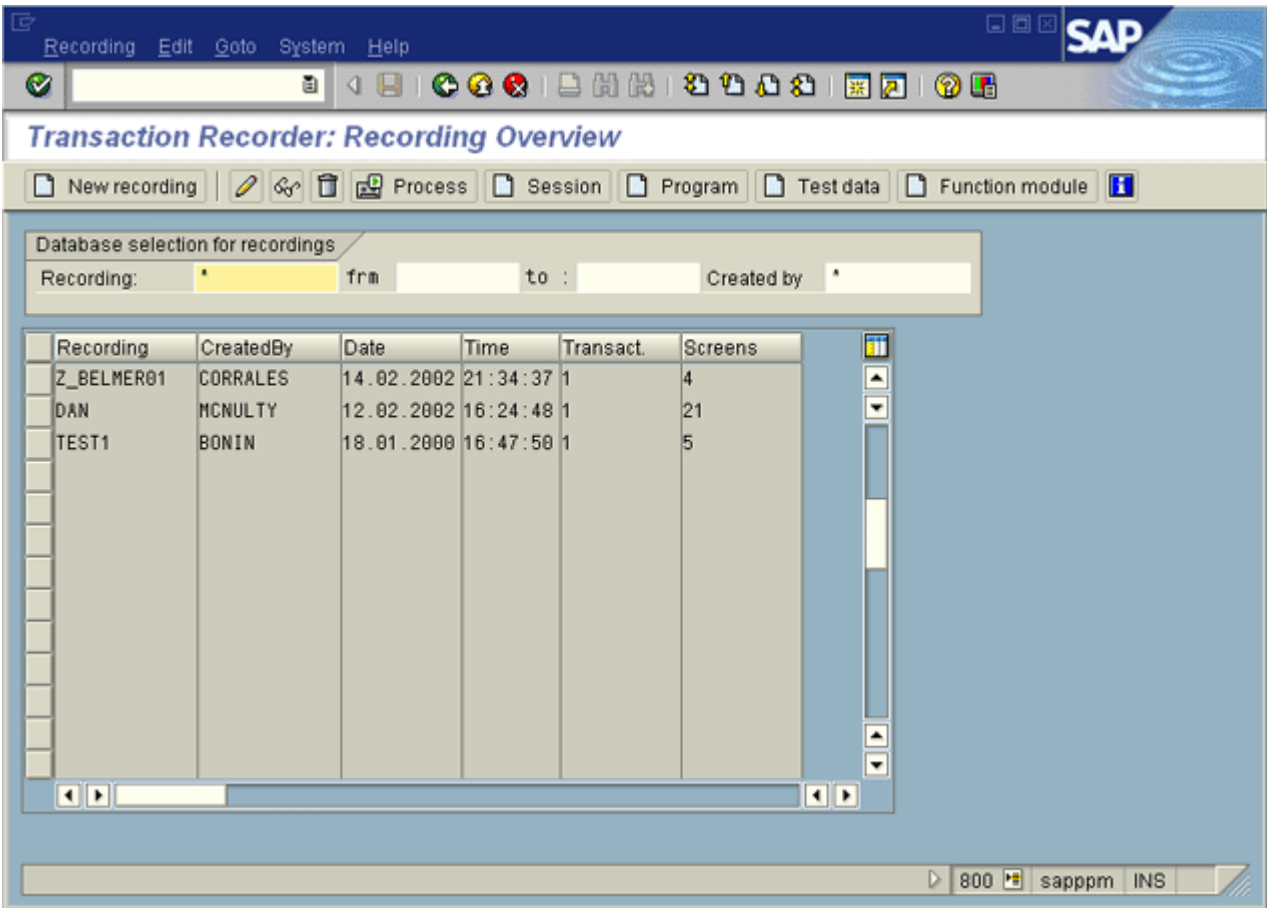 Recording Edit Goto System Help
SAP
Transaction Recorder: Recording Overview
New recording Process Session Program Test data Function module
Database selection for recordings
Recording: * frm to : Created by *
Recording CreatedBy Date Time Transact. Screens
Z_BELMER01 CORRALES 14.02.2002 21:34:37 1 4
DAN MCNULTY 12.02.2002 16:24:48 1 21
TEST1 BONIN 18.01.2000 16:47:50 1 5
800 sapppm INS